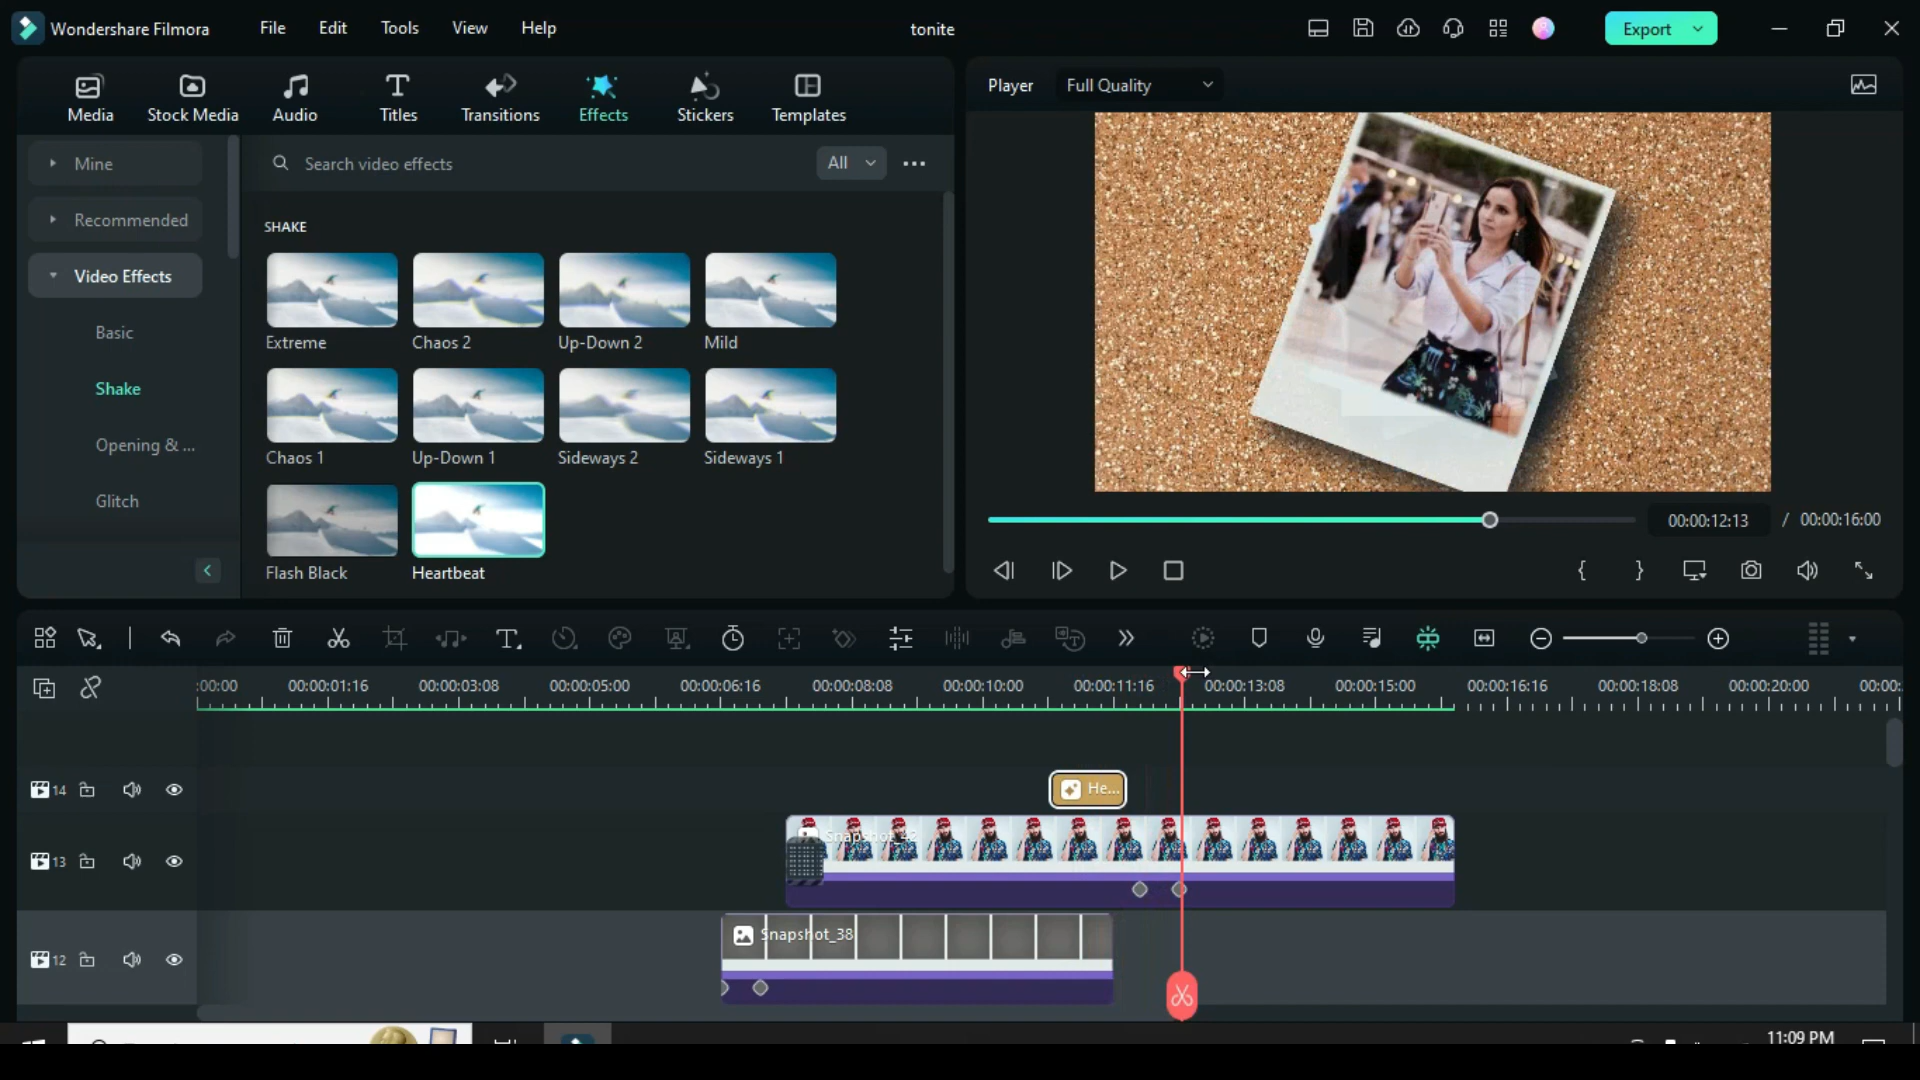 Wondershare Filmora
File
Edit
Tools
View
Help
tonite
Export
Media
Stock Media
Audio
Titles
Transitions
Effects
Stickers
Templates
Player
Full Quality
Mine
Recommended
Video Effects
Basic
Shake
Opening & ...
Glitch
Search video effects
All
SHAKE
Extreme
Chaos 2
Up-Down 2
Mild
Chaos 1
Up-Down 1
Sideways 2
Sideways 1
Flash Black
Heartbeat
00:00:12:13 / 00:00:16:00
:00:00
00:00:01:16
00:00:03:08
00:00:05:00
00:00:06:16
00:00:08:08
00:00:10:00
00:00:11:16
00:00:13:08
00:00:15:00
00:00:16:16
00:00:18:08
00:00:20:00
00:00:
14
He...
13
Snapshot_42
12
Snapshot_38
11:09 PM